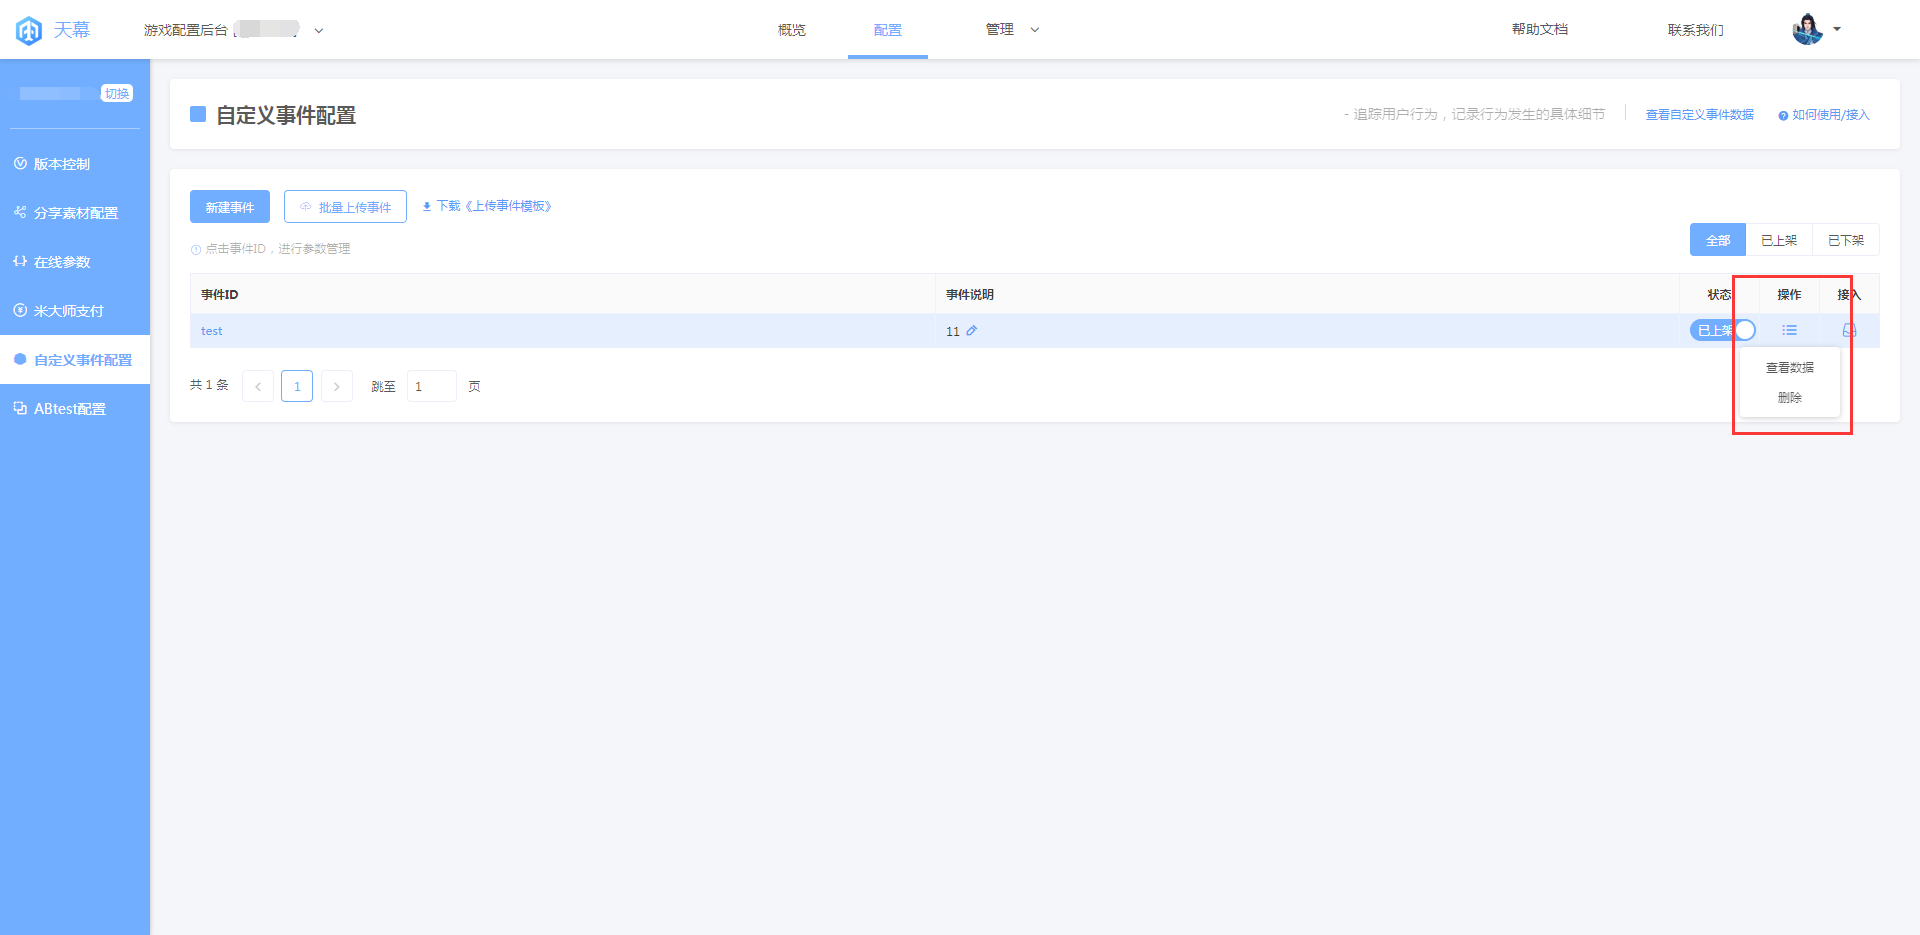 天幕
游戏配置后台 [
概览
配置
管理
帮助文档
联系我们
切换
版本控制
分享素材配置
在线参数
米大师支付
自定义事件配置
ABtest配置
自定义事件配置
- 追踪用户行为，记录行为发生的具体细节
查看自定义事件数据
如何使用/接入
新建事件
批量上传事件
下载《上传事件模板》
点击事件ID，进行参数管理
全部
已上架
已下架
事件ID 事件说明 状态 操作 接入
test 11 已上架
查看数据
删除
共 1 条 < 1 > 跳至 1 页